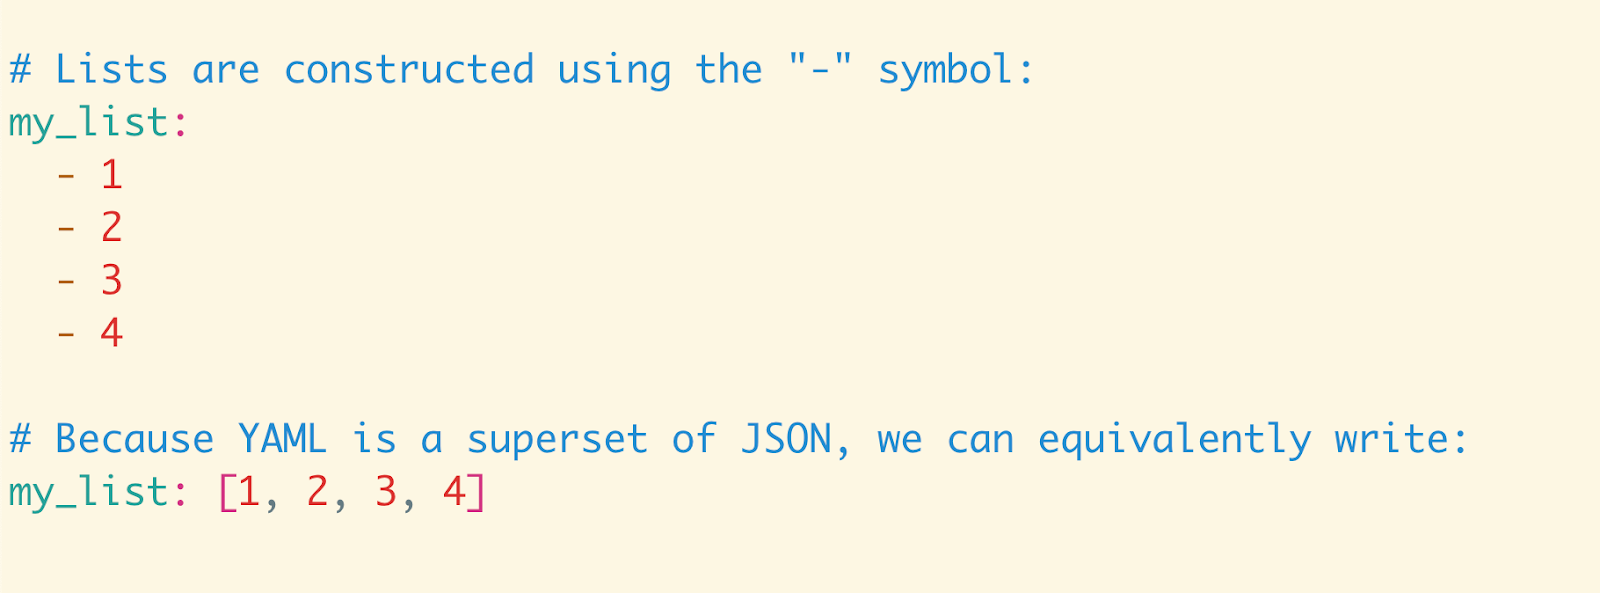 # Lists are constructed using the "-" symbol:
my_list:
  - 1
  - 2
  - 3
  - 4
# Because YAML is a superset of JSON, we can equivalently write:
my_list: [1, 2, 3, 4]